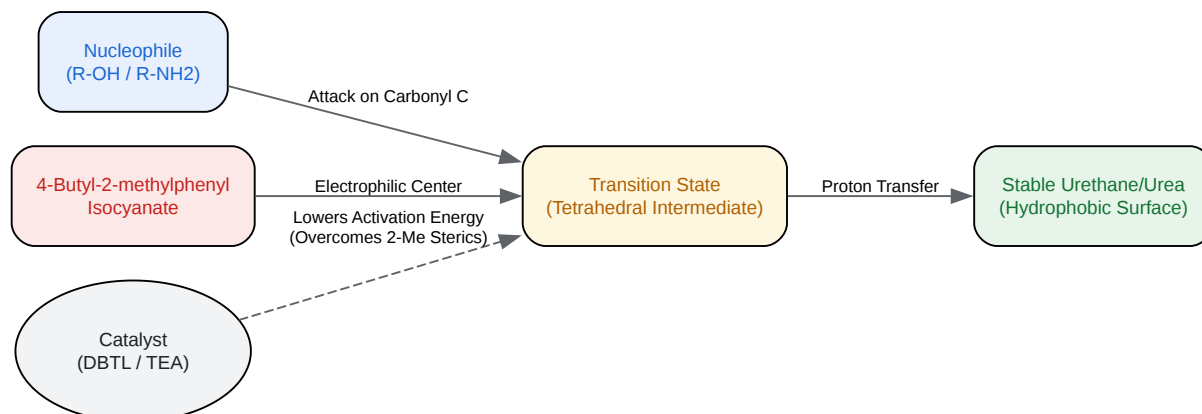 Nucleophile
(R-OH / R-NH2)
Attack on Carbonyl C
4-Butyl-2-methylphenyl
Isocyanate
Electrophilic Center
Lowers Activation Energy
(Overcomes 2-Me Sterics)
Transition State
(Tetrahedral Intermediate)
Proton Transfer
Stable Urethane/Urea
(Hydrophobic Surface)
Catalyst
(DBTL / TEA)